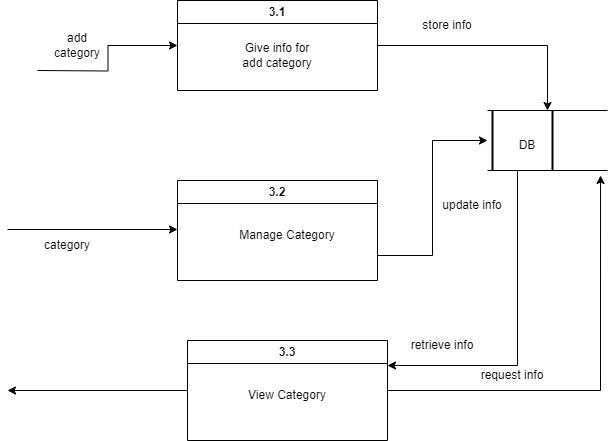 3.1
add
category
Give info for
add category
store info
DB
3.2
Manage Category
update info
category
3.3
retrieve info
request info
View Category